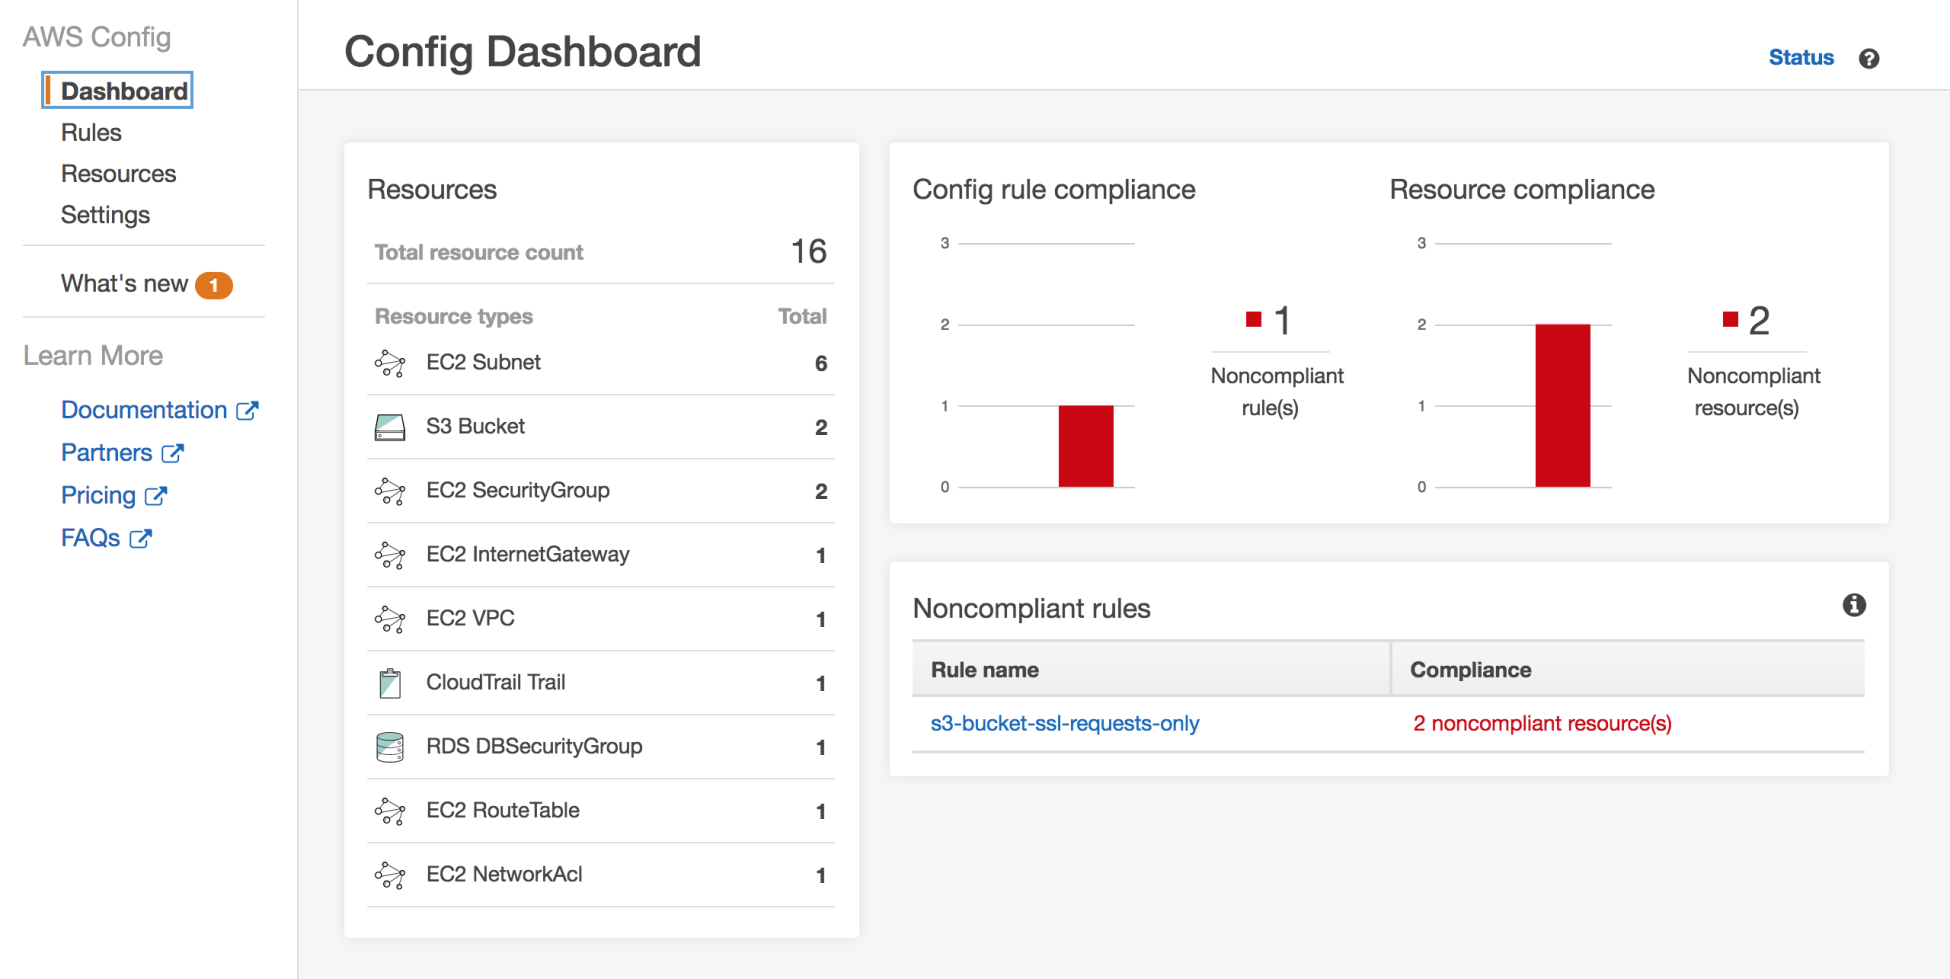 AWS Config
Dashboard
Rules
Resources
Settings
What's new 1
Learn More
Documentation
Partners
Pricing
FAQs
Config Dashboard
Status ?
Resources
Total resource count 16
Resource types Total
EC2 Subnet 6
S3 Bucket 2
EC2 SecurityGroup 2
EC2 InternetGateway 1
EC2 VPC 1
CloudTrail Trail 1
RDS DBSecurityGroup 1
EC2 RouteTable 1
EC2 NetworkAcl 1
Config rule compliance
3
2
1
0
1
Noncompliant
rule(s)
Resource compliance
3
2
1
0
2
Noncompliant
resource(s)
Noncompliant rules
Rule name Compliance
s3-bucket-ssl-requests-only 2 noncompliant resource(s)